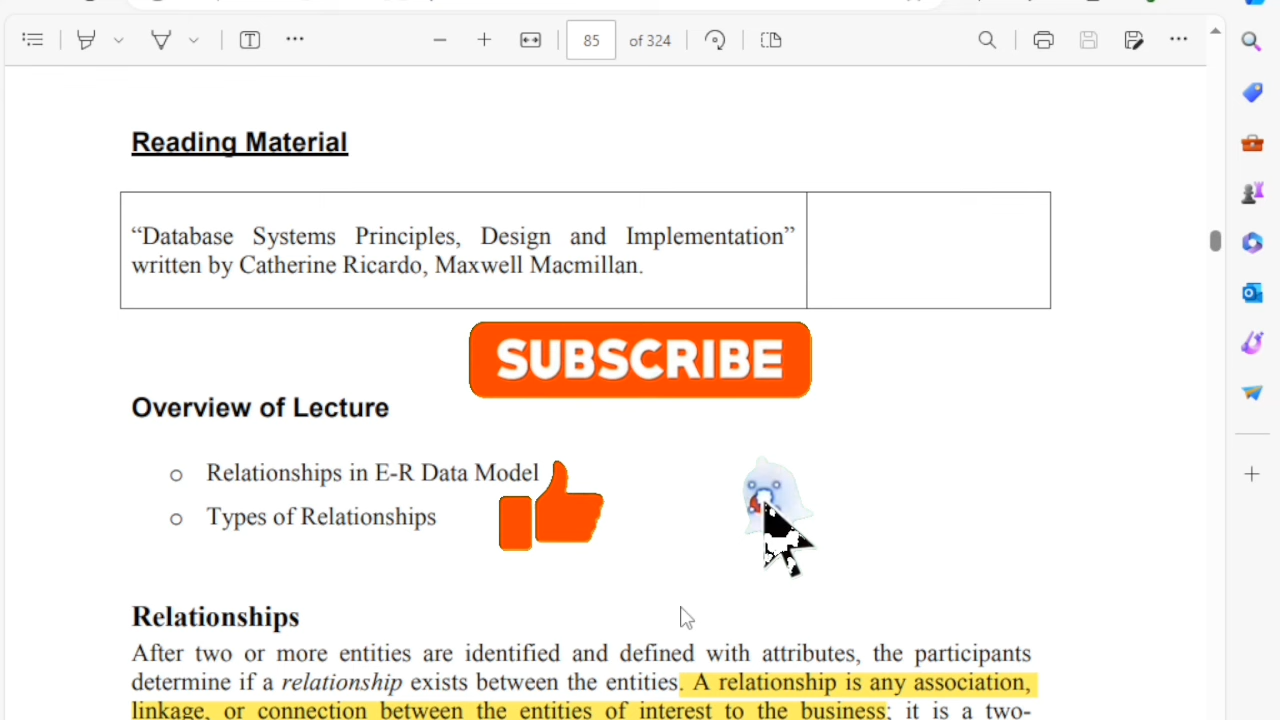 85 of 324
Reading Material
“Database Systems Principles, Design and Implementation”
written by Catherine Ricardo, Maxwell Macmillan.
SUBSCRIBE
Overview of Lecture
o Relationships in E-R Data Model
o Types of Relationships
Relationships
After two or more entities are identified and defined with attributes, the participants
determine if a relationship exists between the entities. A relationship is any association,
linkage, or connection between the entities of interest to the business; it is a two-